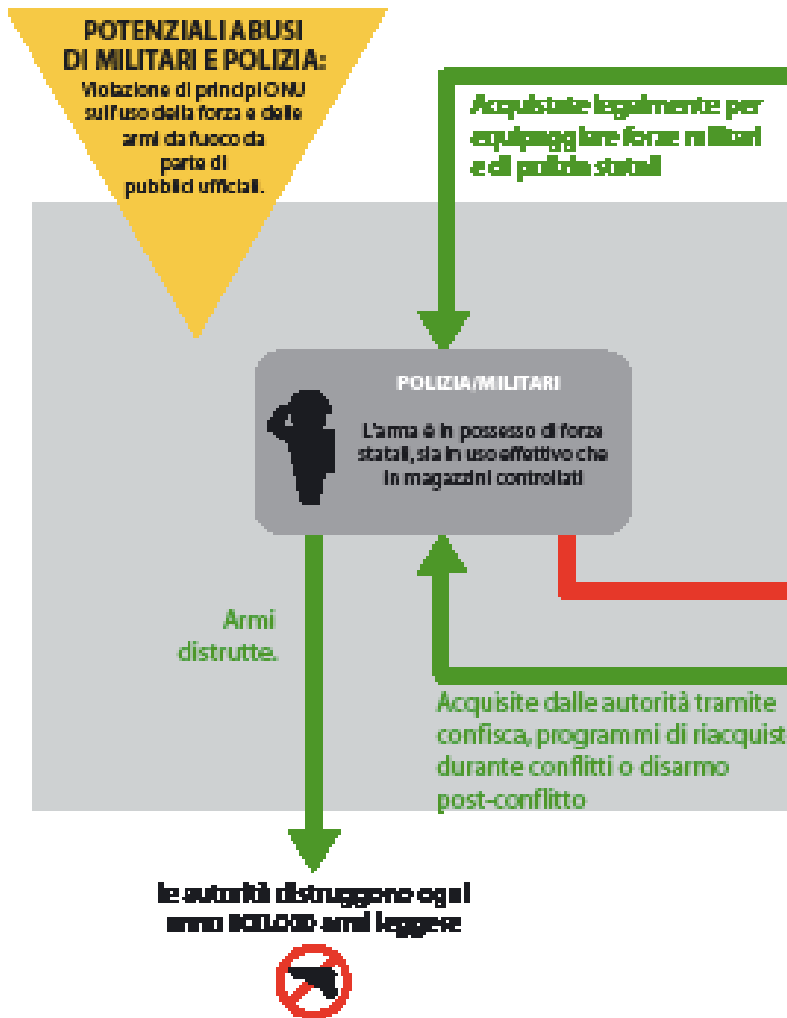 POTENZIALI ABUSI
DI MILITARI E POLIZIA:
Violazione di principi ONU
sull'uso della forza e delle
armi da fuoco da
parte di
pubblici ufficiali.
Acquistate legalmente per
equipaggiare forze militari
e di polizia statali
POLIZIA/MILITARI
L'arma è in possesso di forze
statali, sia in uso effettivo che
in magazzini controllati
Armi
distrutte.
Acquisite dalle autorità tramite
confisca, programmi di riacquist
durante conflitti o disarmo
post-conflitto
le autorità distruggono ogni
anno 800.000 armi leggere